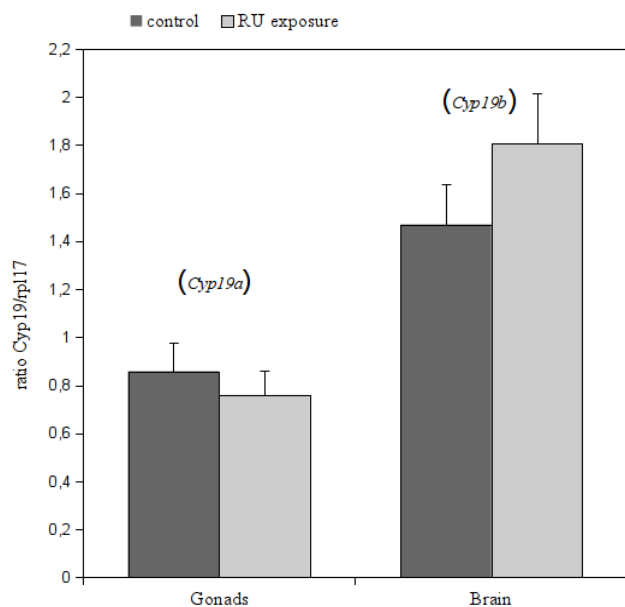 control RU exposure
2,2
2
1,8
1,6
1,4
1,2
1
0,8
0,6
0,4
0,2
0
ratio Cyp19/rpl17
(Cyp19a)
(Cyp19b)
Gonads Brain